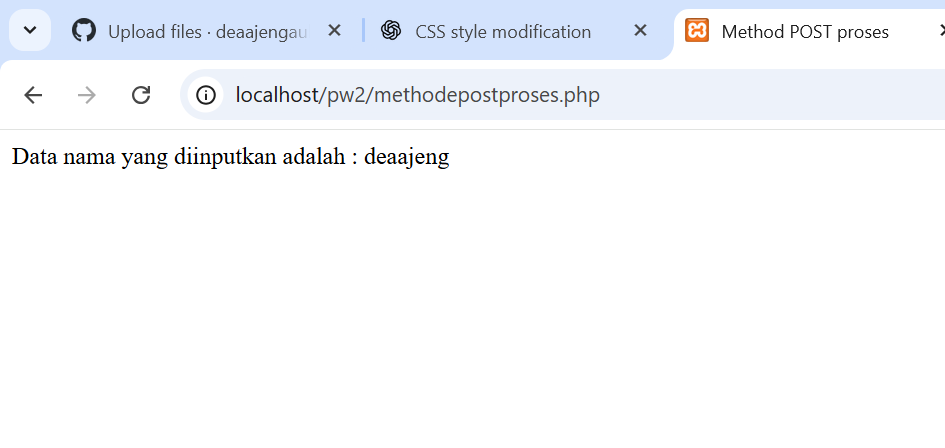 Upload files · deaajengau
CSS style modification
Method POST proses
localhost/pw2/methodepostproses.php
Data nama yang diinputkan adalah : deaajeng